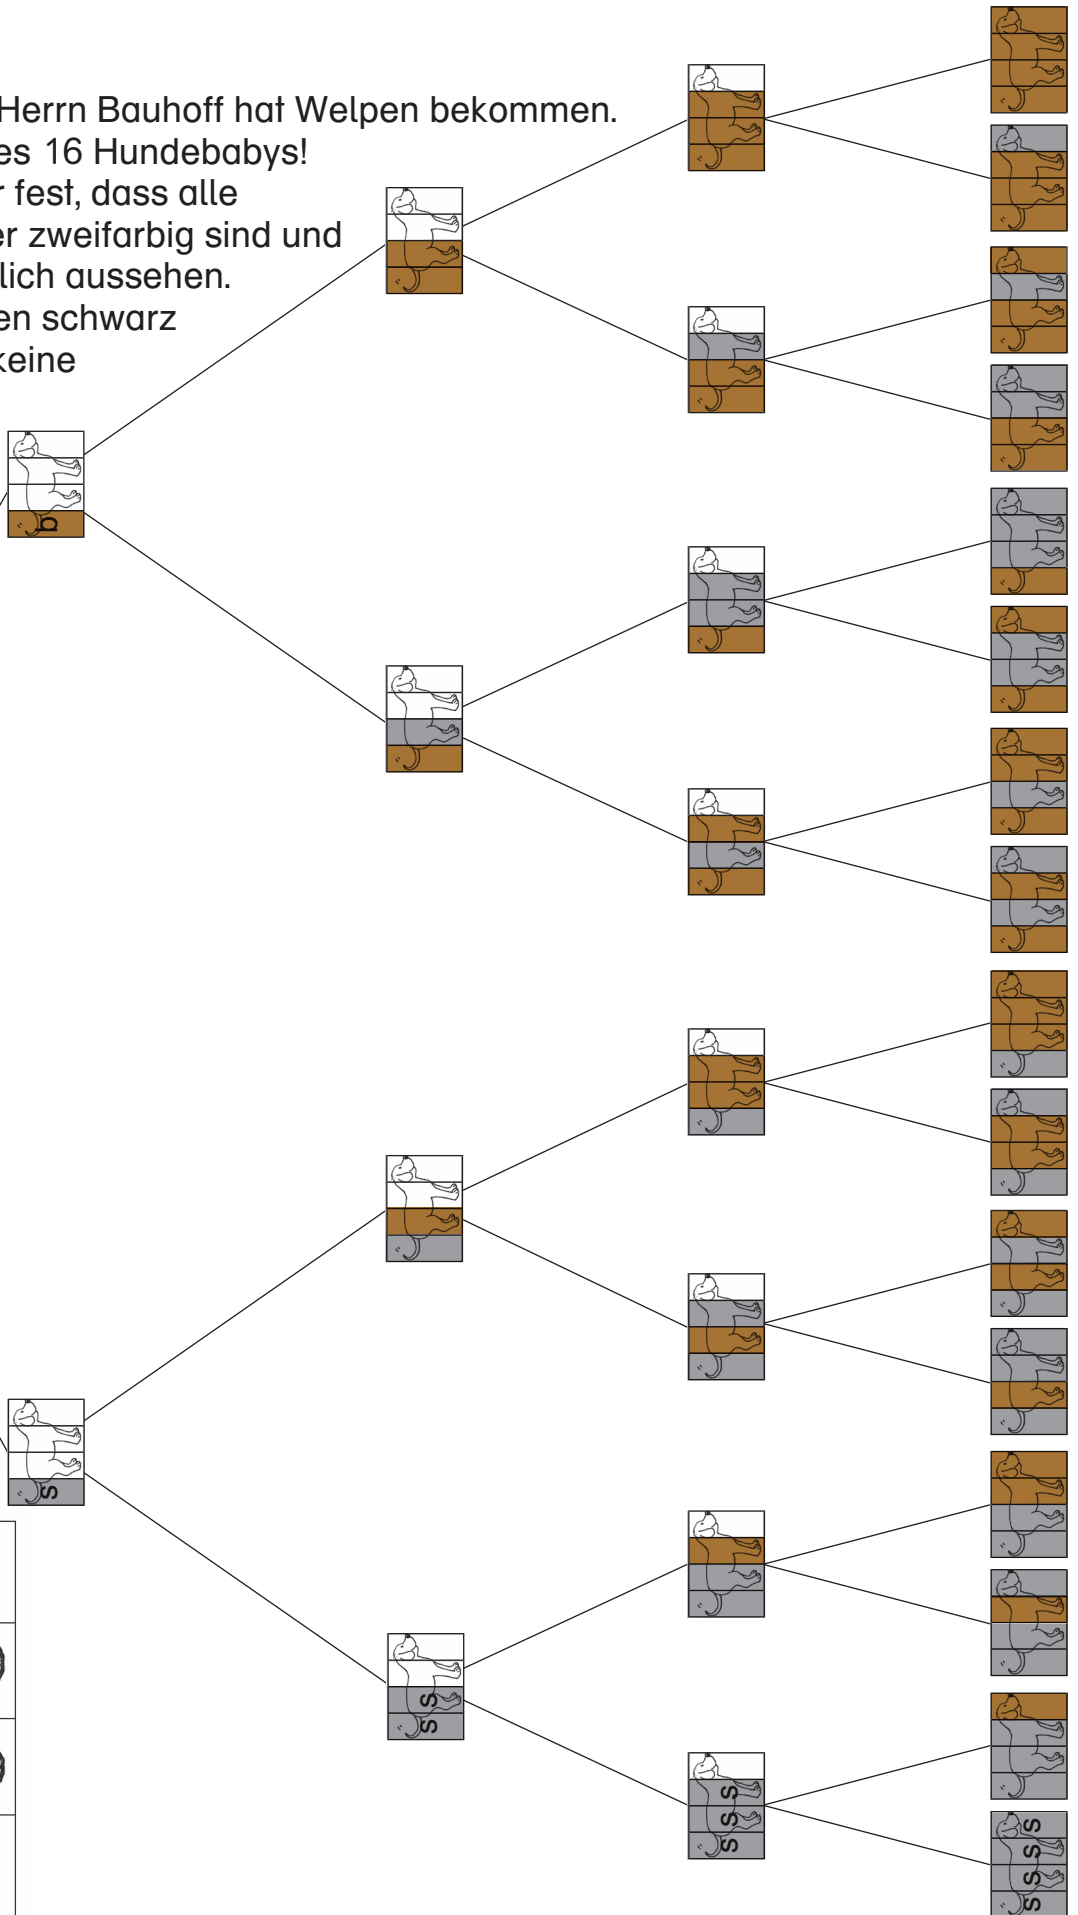 Herrn Bauhoff hat Welpen bekommen.
es 16 Hundebabys!
fest, dass alle
er zweifarbig sind und
lich aussehen.
en schwarz
keine
b
s
s s
s s s
s s s s